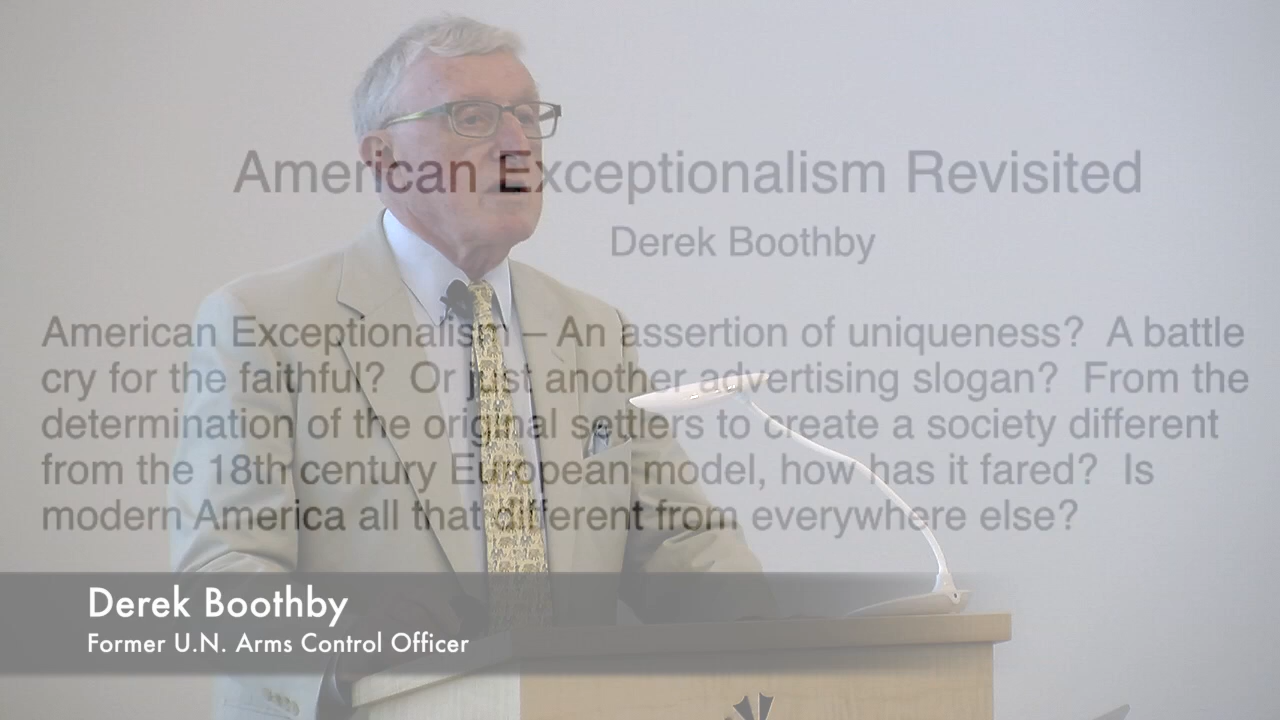 American Exceptionalism Revisited
Derek Boothby
American Exceptionalism – An assertion of uniqueness? A battle
cry for the faithful? Or just another advertising slogan? From the
determination of the original settlers to create a society different
from the 18th century European model, how has it fared? Is
modern America all that different from everywhere else?
Derek Boothby
Former U.N. Arms Control Officer